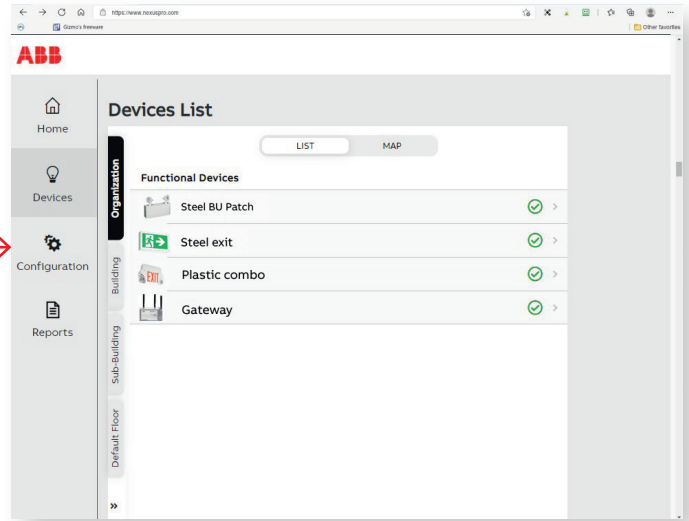 https://www.nexuspro.com
Gizmo's freeware
Other favorites
ABB
Home
Devices
Configuration
Reports
Devices List
LIST MAP
Organization
Building
Sub-Building
Default Floor
»
Functional Devices
Steel BU Patch
Steel exit
EXIT
Plastic combo
Gateway